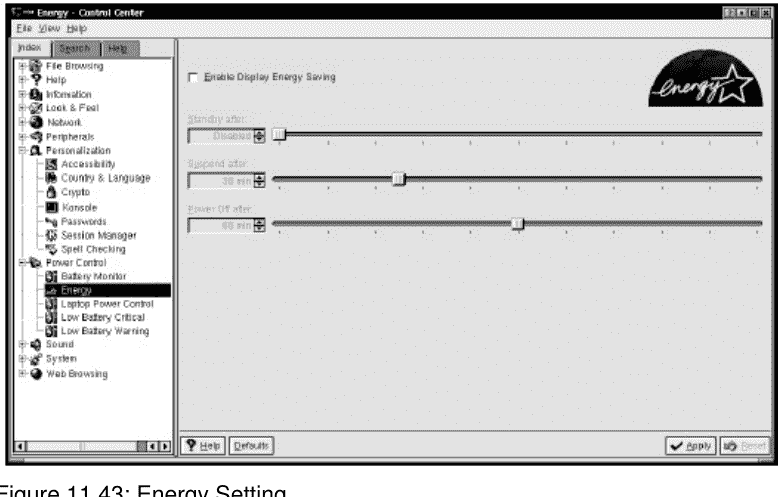 Energy - Control Center
File View Help
Index Search Help
File Browsing
Help
Information
Look & Feel
Network
Peripherals
Personalization
Accessibility
Country & Language
Crypto
Konsole
Passwords
Session Manager
Spell Checking
Power Control
Battery Monitor
Energy
Laptop Power Control
Low Battery Critical
Low Battery Warning
Sound
System
Web Browsing
Enable Display Energy Saving
energy
Standby after
Disabled
Suspend after
30 min
Power Off after
60 min
Help Defaults
Apply Reset
Figure 11.43: Energy Setting